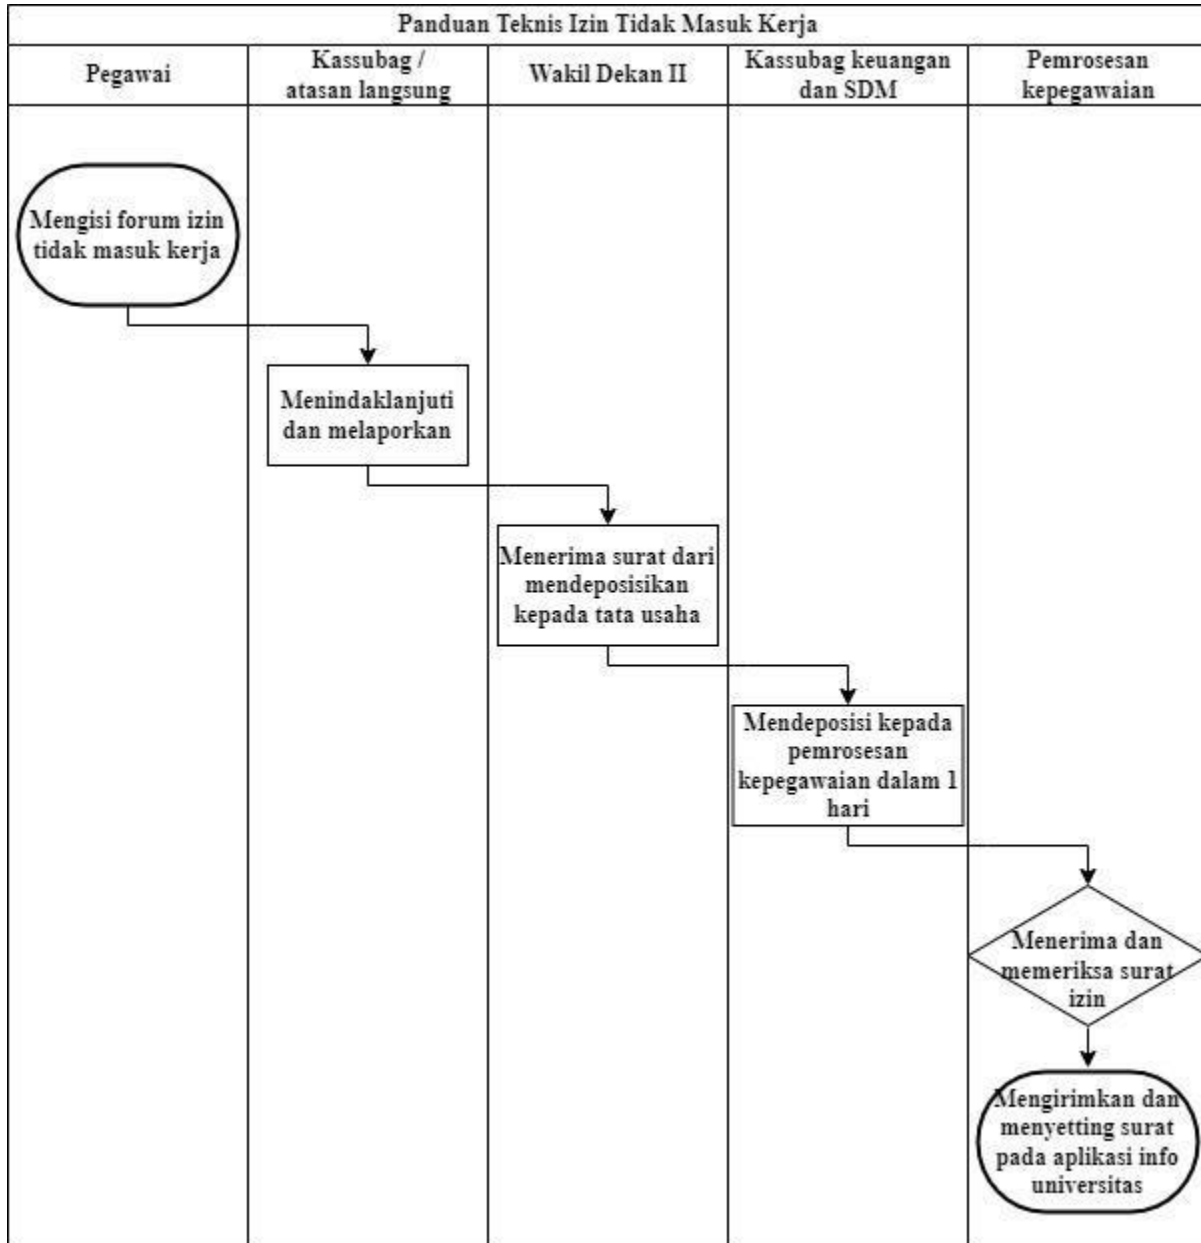 Panduan Teknis Izin Tidak Masuk Kerja
Pegawai
Kassubag /
atasan langsung
Wakil Dekan II
Kassubag keuangan
dan SDM
Pemrosesan
kepegawaian
Mengisi forum izin
tidak masuk kerja
Menindaklanjuti
dan melaporkan
Menerima surat dari
mendeposisikan
kepada tata usaha
Mendeposisi kepada
pemrosesan
kepegawaian dalam 1
hari
Menerima dan
memeriksa surat
izin
Mengirimkan dan
menyetting surat
pada aplikasi info
universitas